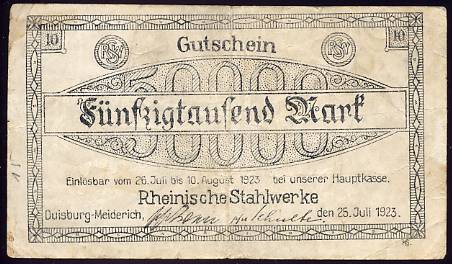 10 RSW Gutschein RSW 10
50000
Fünfzigtausend Mark
Einlösbar vom 26. Juli bis 10. August 1923 bei unserer Hauptkasse.
Rheinische Stahlwerke
Duisburg-Meiderich, den 25. Juli 1923.